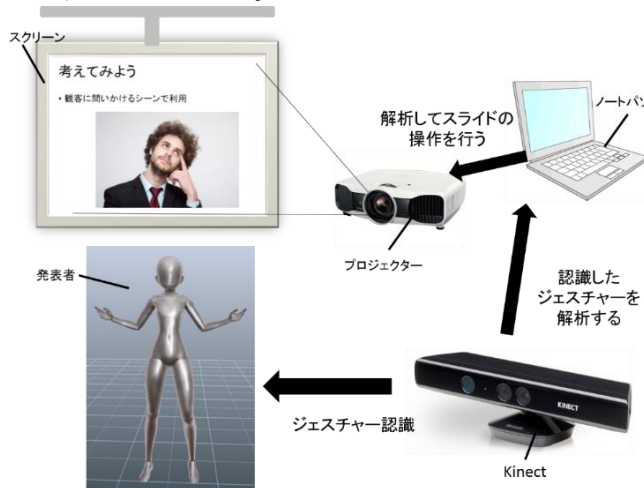 スクリーン
考えてみよう
・観客に問いかけるシーンで利用
解析してスライドの
操作を行う
ノートパソ
プロジェクター
発表者
認識した
ジェスチャーを
解析する
KINECT
ジェスチャー認識
Kinect